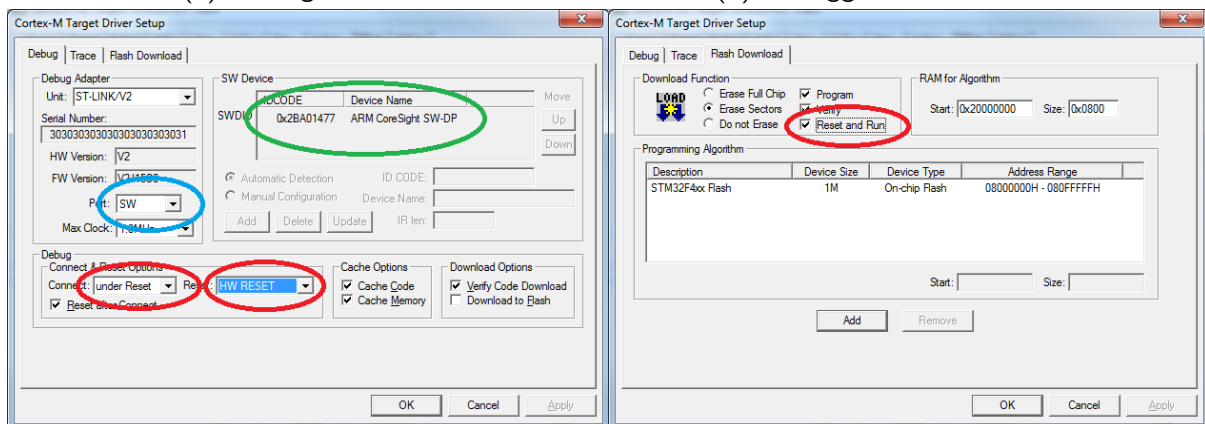 Cortex-M Target Driver Setup
Debug Trace Flash Download
Debug Adapter
Unit: ST-LINK/V2
Serial Number:
303030303030303030303031
HW Version: V2
FW Version:
Port: SW
Max Clock:
SW Device
IDCODE Device Name
SWDIO 0x2BA01477 ARM CoreSight SW-DP
Move
Up
Down
Automatic Detection ID CODE:
Manual Configuration Device Name:
Add Delete Update IR len:
Debug
Connect & Reset Options
Connect: under Reset Reset: HW RESET
Reset after Connect
Cache Options
Cache Code
Cache Memory
Download Options
Verify Code Download
Download to Flash
OK Cancel Apply
Cortex-M Target Driver Setup
Debug Trace Flash Download
Download Function
LOAD
Erase Full Chip Program
Erase Sectors Verify
Do not Erase Reset and Run
RAM for Algorithm
Start: 0x20000000 Size: 0x0800
Programming Algorithm
Description Device Size Device Type Address Range
STM32F4xx Flash 1M On-chip Flash 08000000H - 080FFFFFH
Start: Size:
Add Remove
OK Cancel Apply